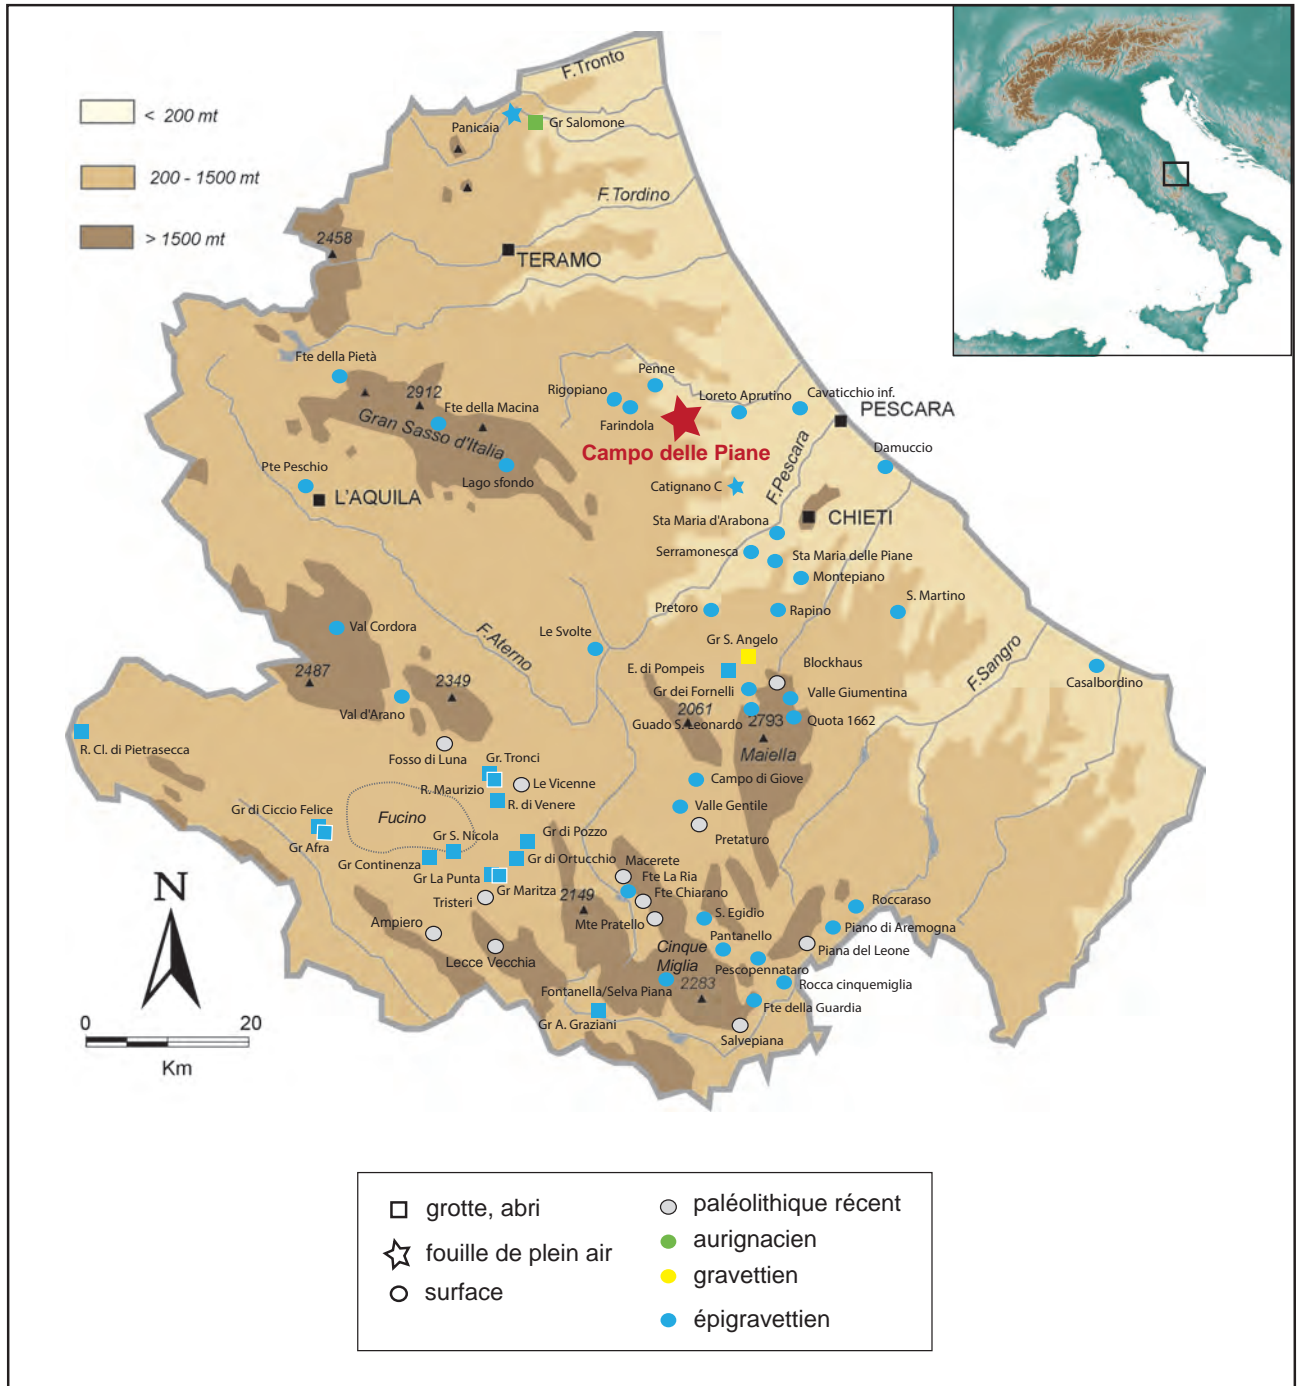 F.Tronto
< 200 mt
Panicaia
Gr Salomone
200 - 1500 mt
F.Tordino
> 1500 mt
2458
TERAMO
Fte della Pietà
Penne
Rigopiano
2912
Loreto Aprutino
Cavaticchio inf.
Fte della Macina
PESCARA
Farindola
Gran Sasso d'Italia
Campo delle Piane
Damuccio
F.Pescara
Pte Peschio
Lago sfondo
Catignano C
L'AQUILA
Sta Maria d'Arabona
CHIETI
Serramonesca
Sta Maria delle Piane
Montepiano
S. Martino
Pretoro
Rapino
Val Cordora
F.Aterno
Le Svolte
Gr S. Angelo
F.Sangro
Blockhaus
2487
2349
E. di Pompeis
Casalbordino
Gr dei Fornelli
Valle Giumentina
Val d'Arano
2061
Guado S.Leonardo
2793
Quota 1662
R. Cl. di Pietrasecca
Fosso di Luna
Gr. Tronci
Maiella
R. Maurizio
Le Vicenne
Campo di Giove
Gr di Ciccio Felice
Fucino
R. di Venere
Valle Gentile
Gr Afra
Gr S. Nicola
Gr di Pozzo
Pretaturo
Gr Continenza
Gr di Ortucchio
Macerete
Gr La Punta
Fte La Ria
Gr Maritza
2149
Fte Chiarano
Tristeri
Roccaraso
S. Egidio
Ampiero
Mte Pratello
Piano di Aremogna
Pantanello
Cinque
Miglia
Piana del Leone
Lecce Vecchia
Pescopennataro
N
2283
Rocca cinquemiglia
Fontanella/Selva Piana
Fte della Guardia
Gr A. Graziani
0 20
Salvepiana
Km
grotte, abri
fouille de plein air
surface
paléolithique récent
aurignacien
gravettien
épigravettien